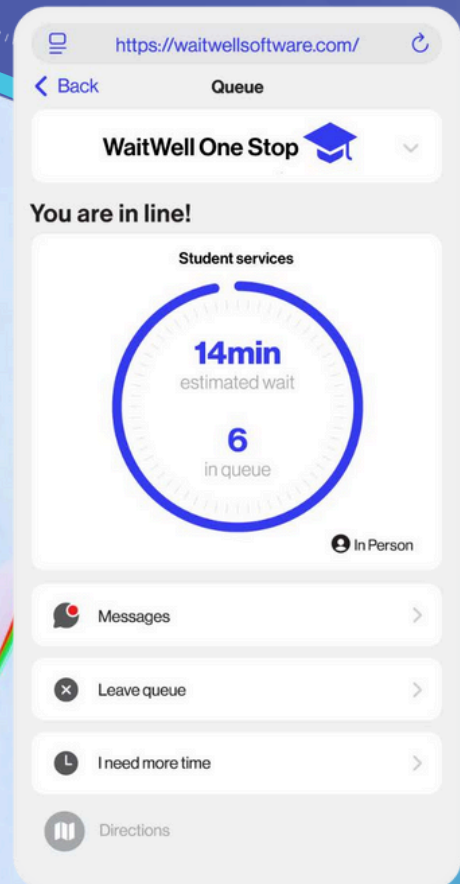 https://waitwellsoftware.com/
Back
Queue
WaitWell One Stop
You are in line!
Student services
14min
estimated wait
6
in queue
In Person
Messages
Leave queue
I need more time
Directions